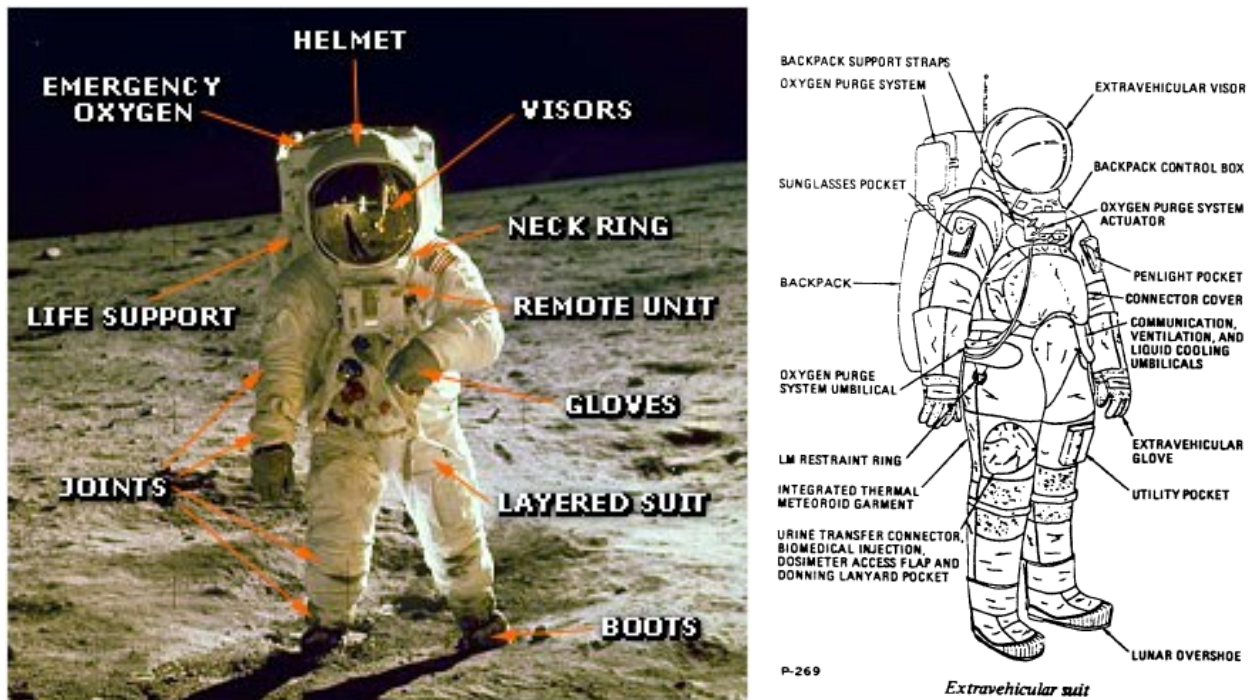 HELMET
EMERGENCY
OXYGEN
VISORS
NECK RING
REMOTE UNIT
LIFE SUPPORT
GLOVES
JOINTS
LAYERED SUIT
BOOTS
BACKPACK SUPPORT STRAPS
OXYGEN PURGE SYSTEM
EXTRAVEHICULAR VISOR
BACKPACK CONTROL BOX
SUNGLASSES POCKET
OXYGEN PURGE SYSTEM
ACTUATOR
PENLIGHT POCKET
BACKPACK
CONNECTOR COVER
COMMUNICATION,
VENTILATION, AND
LIQUID COOLING
UMBILICALS
OXYGEN PURGE
SYSTEM UMBILICAL
EXTRAVEHICULAR
GLOVE
LM RESTRAINT RING
INTEGRATED THERMAL
METEOROID GARMENT
UTILITY POCKET
URINE TRANSFER CONNECTOR,
BIOMEDICAL INJECTION,
DOSIMETER ACCESS FLAP AND
DONNING LANYARD POCKET
LUNAR OVERSHOE
P-269
Extravehicular suit